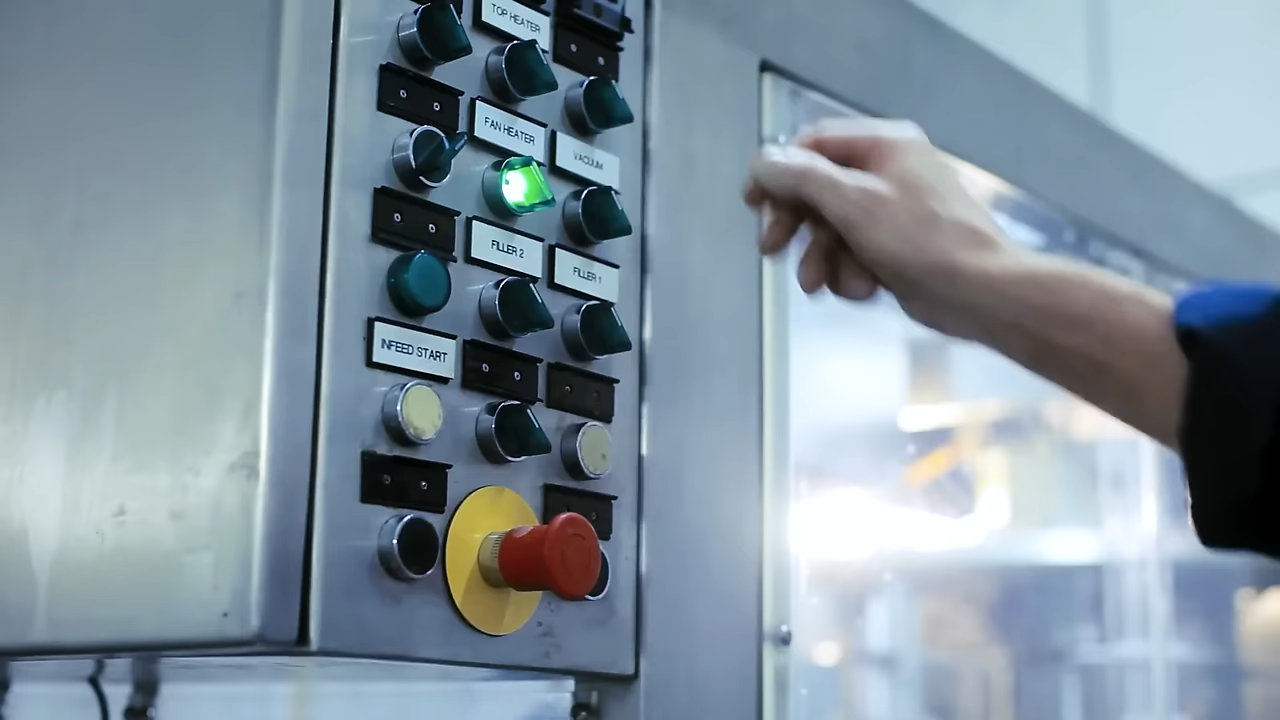 TOP HEATER
FAN HEATER
VACUUM
FILLER 2
FILLER 1
INFEED START